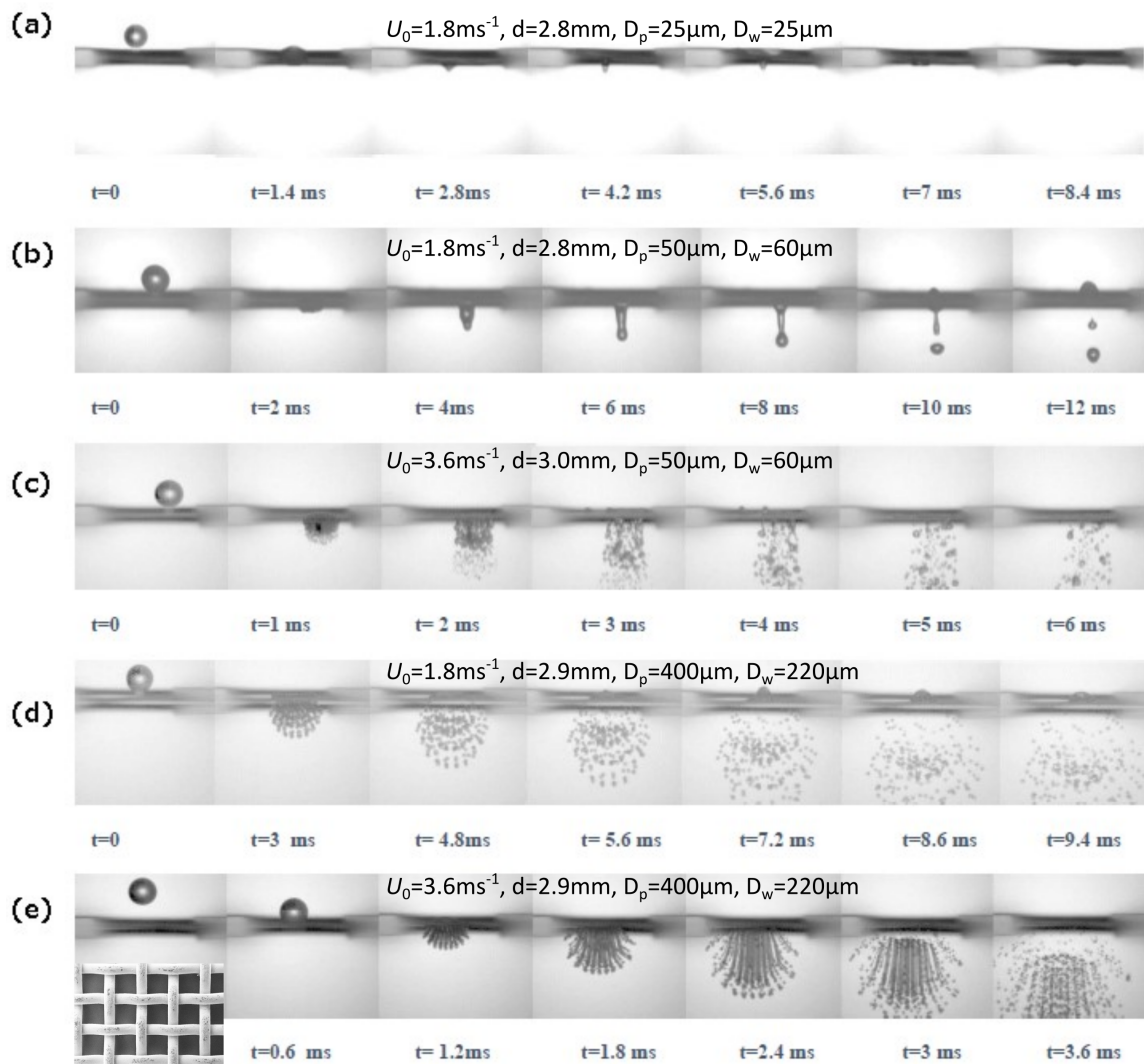 (a)
U₀=1.8ms⁻¹, d=2.8mm, Dₚ=25μm, D_w=25μm
t=0 t=1.4 ms t= 2.8ms t= 4.2 ms t=5.6 ms t=7 ms t=8.4 ms
(b)
U₀=1.8ms⁻¹, d=2.8mm, Dₚ=50μm, D_w=60μm
t=0 t=2 ms t= 4ms t= 6 ms t=8 ms t=10 ms t=12 ms
(c)
U₀=3.6ms⁻¹, d=3.0mm, Dₚ=50μm, D_w=60μm
t=0 t=1 ms t= 2 ms t= 3 ms t=4 ms t=5 ms t=6 ms
(d)
U₀=1.8ms⁻¹, d=2.9mm, Dₚ=400μm, D_w=220μm
t=0 t=3 ms t= 4.8ms t= 5.6 ms t=7.2 ms t=8.6 ms t=9.4 ms
(e)
U₀=3.6ms⁻¹, d=2.9mm, Dₚ=400μm, D_w=220μm
t=0.6 ms t= 1.2ms t=1.8 ms t=2.4 ms t=3 ms t=3.6 ms